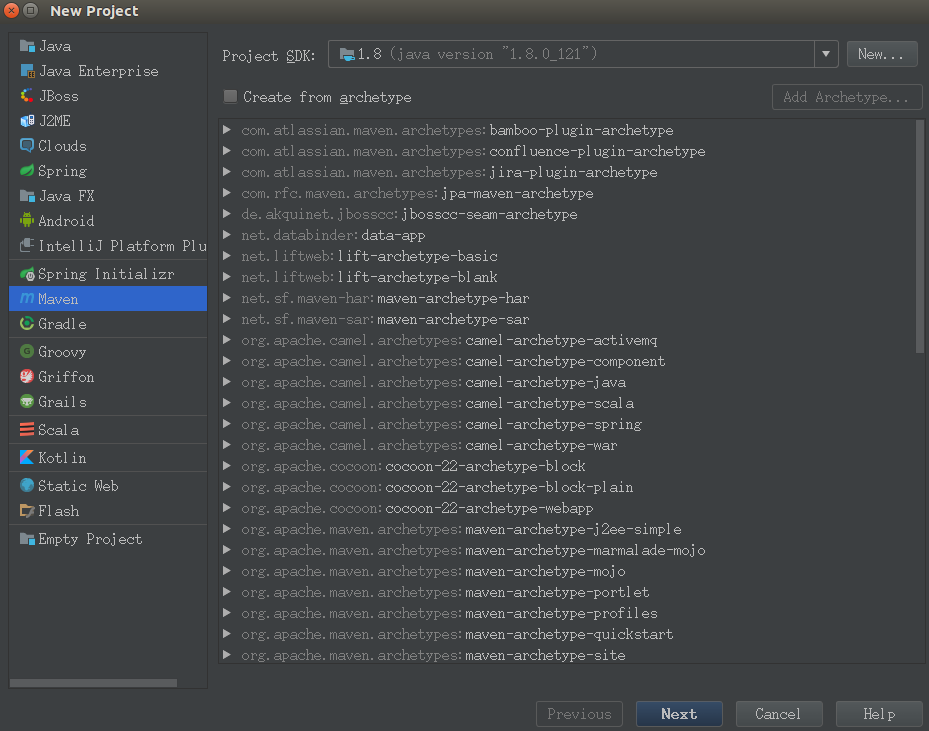 New Project
Java
Java Enterprise
JBoss
J2ME
Clouds
Spring
Java FX
Android
IntelliJ Platform Plu
Spring Initializr
Maven
Gradle
Groovy
Griffon
Grails
Scala
Kotlin
Static Web
Flash
Empty Project
Project SDK: 1.8 (java version "1.8.0_121") New...
Create from archetype Add Archetype...
com.atlassian.maven.archetypes:bamboo-plugin-archetype
com.atlassian.maven.archetypes:confluence-plugin-archetype
com.atlassian.maven.archetypes:jira-plugin-archetype
com.rfc.maven.archetypes:jpa-maven-archetype
de.akquinet.jbosscc:jbosscc-seam-archetype
net.databinder:data-app
net.liftweb:lift-archetype-basic
net.liftweb:lift-archetype-blank
net.sf.maven-har:maven-archetype-har
net.sf.maven-sar:maven-archetype-sar
org.apache.camel.archetypes:camel-archetype-activemq
org.apache.camel.archetypes:camel-archetype-component
org.apache.camel.archetypes:camel-archetype-java
org.apache.camel.archetypes:camel-archetype-scala
org.apache.camel.archetypes:camel-archetype-spring
org.apache.camel.archetypes:camel-archetype-war
org.apache.cocoon:cocoon-22-archetype-block
org.apache.cocoon:cocoon-22-archetype-block-plain
org.apache.cocoon:cocoon-22-archetype-webapp
org.apache.maven.archetypes:maven-archetype-j2ee-simple
org.apache.maven.archetypes:maven-archetype-marmalade-mojo
org.apache.maven.archetypes:maven-archetype-mojo
org.apache.maven.archetypes:maven-archetype-portlet
org.apache.maven.archetypes:maven-archetype-profiles
org.apache.maven.archetypes:maven-archetype-quickstart
org.apache.maven.archetypes:maven-archetype-site
Previous Next Cancel Help